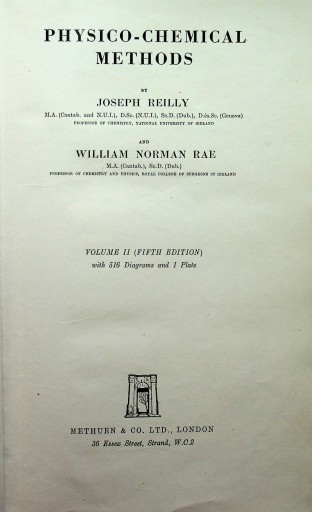 PHYSICO-CHEMICAL
METHODS
BY
JOSEPH REILLY
M.A. (Cantab. and N.U.I.), D.Sc. (N.U.I.), Sc.D. (Dub.), D.ès.Sc. (Geneva)
PROFESSOR OF CHEMISTRY, NATIONAL UNIVERSITY OF IRELAND
AND
WILLIAM NORMAN RAE
M.A. (Cantab.), Sc.D. (Dub.)
PROFESSOR OF CHEMISTRY AND PHYSICS, ROYAL COLLEGE OF SURGEONS IN IRELAND
VOLUME II (FIFTH EDITION)
with 516 Diagrams and 1 Plate
METHUEN & CO. LTD., LONDON
36 Essex Street, Strand, W.C.2